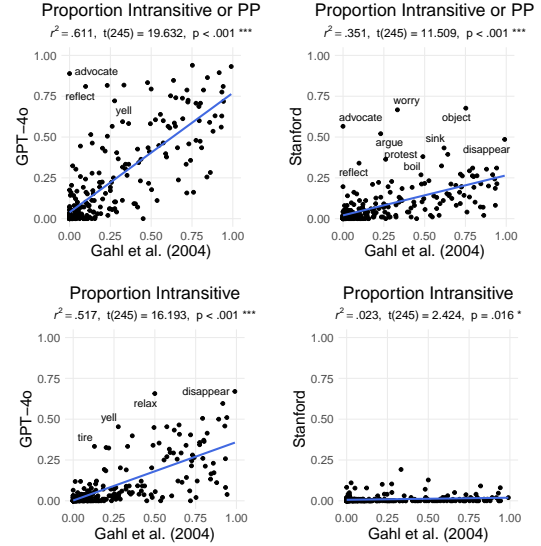 Proportion Intransitive or PP
r² = .611, t(245) = 19.632, p < .001 ***
1.00
0.75
0.50
0.25
0.00
GPT−4o
advocate
reflect
yell
0.00 0.25 0.50 0.75 1.00
Gahl et al. (2004)
Proportion Intransitive or PP
r² = .351, t(245) = 11.509, p < .001 ***
1.00
0.75
0.50
0.25
0.00
Stanford
worry
advocate
object
argue
sink
protest
disappear
boil
reflect
0.00 0.25 0.50 0.75 1.00
Gahl et al. (2004)
Proportion Intransitive
r² = .517, t(245) = 16.193, p < .001 ***
1.00
0.75
0.50
0.25
0.00
GPT−4o
disappear
relax
yell
tire
0.00 0.25 0.50 0.75 1.00
Gahl et al. (2004)
Proportion Intransitive
r² = .023, t(245) = 2.424, p = .016 *
1.00
0.75
0.50
0.25
0.00
Stanford
0.00 0.25 0.50 0.75 1.00
Gahl et al. (2004)